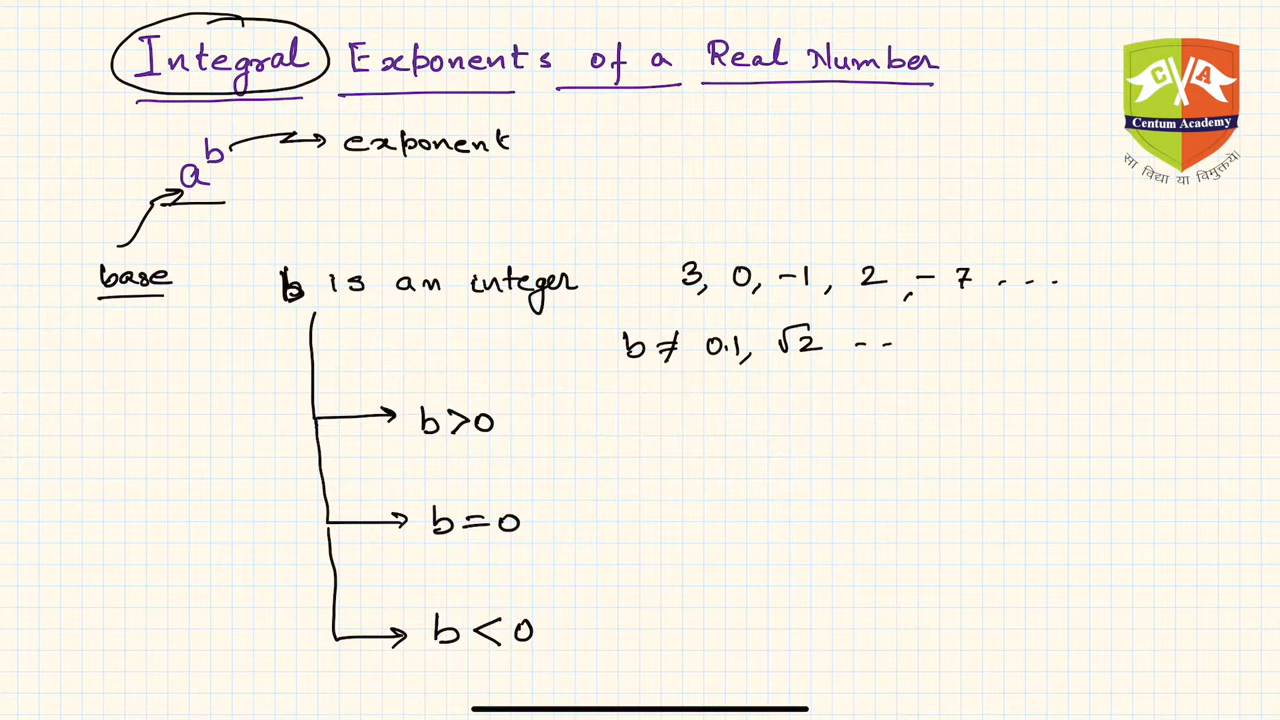 Integral Exponents of a Real Number
C A
Centum Academy
सा विद्या या विमुक्तये
a^b → exponent
base
b is an integer 3, 0, -1, 2, -7 ...
b ≠ 0.1, √2 --
b>0
b=0
b<0